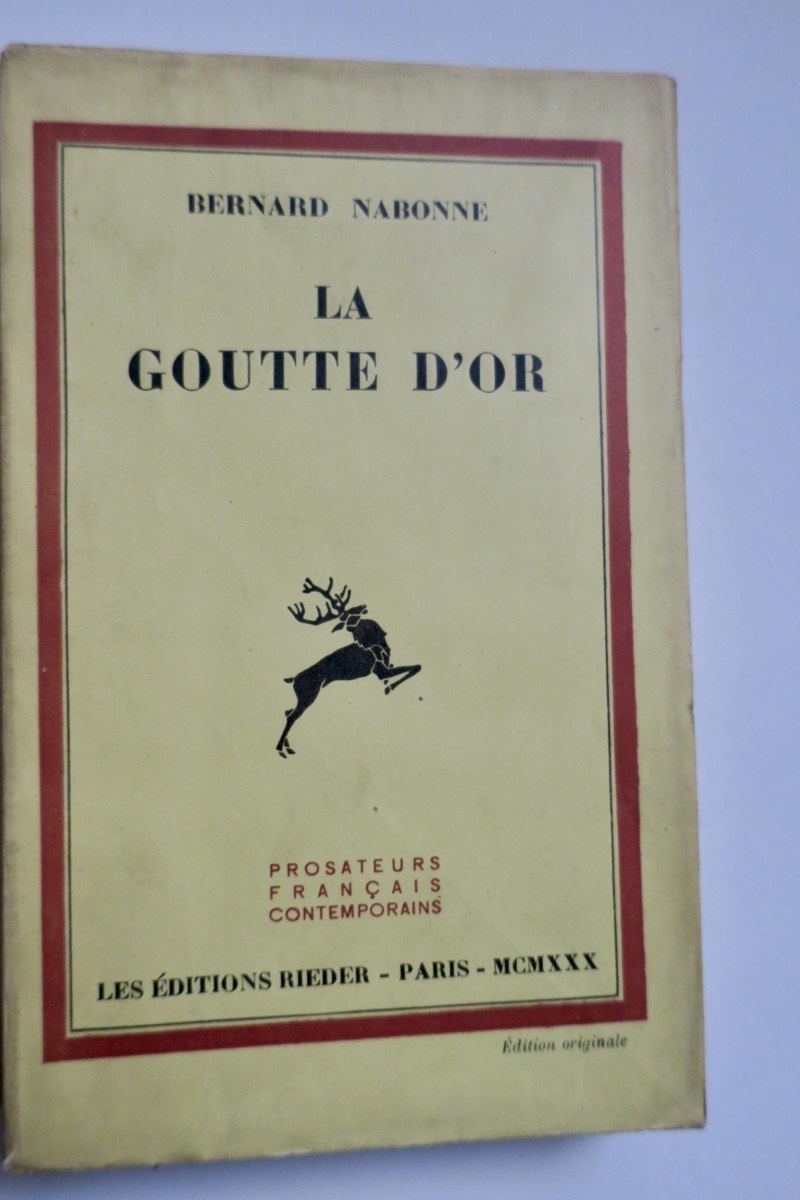 BERNARD NABONNE
LA
GOUTTE D'OR
PROSATEURS
FRANÇAIS
CONTEMPORAINS
LES ÉDITIONS RIEDER - PARIS - MCMXXX
Édition originale